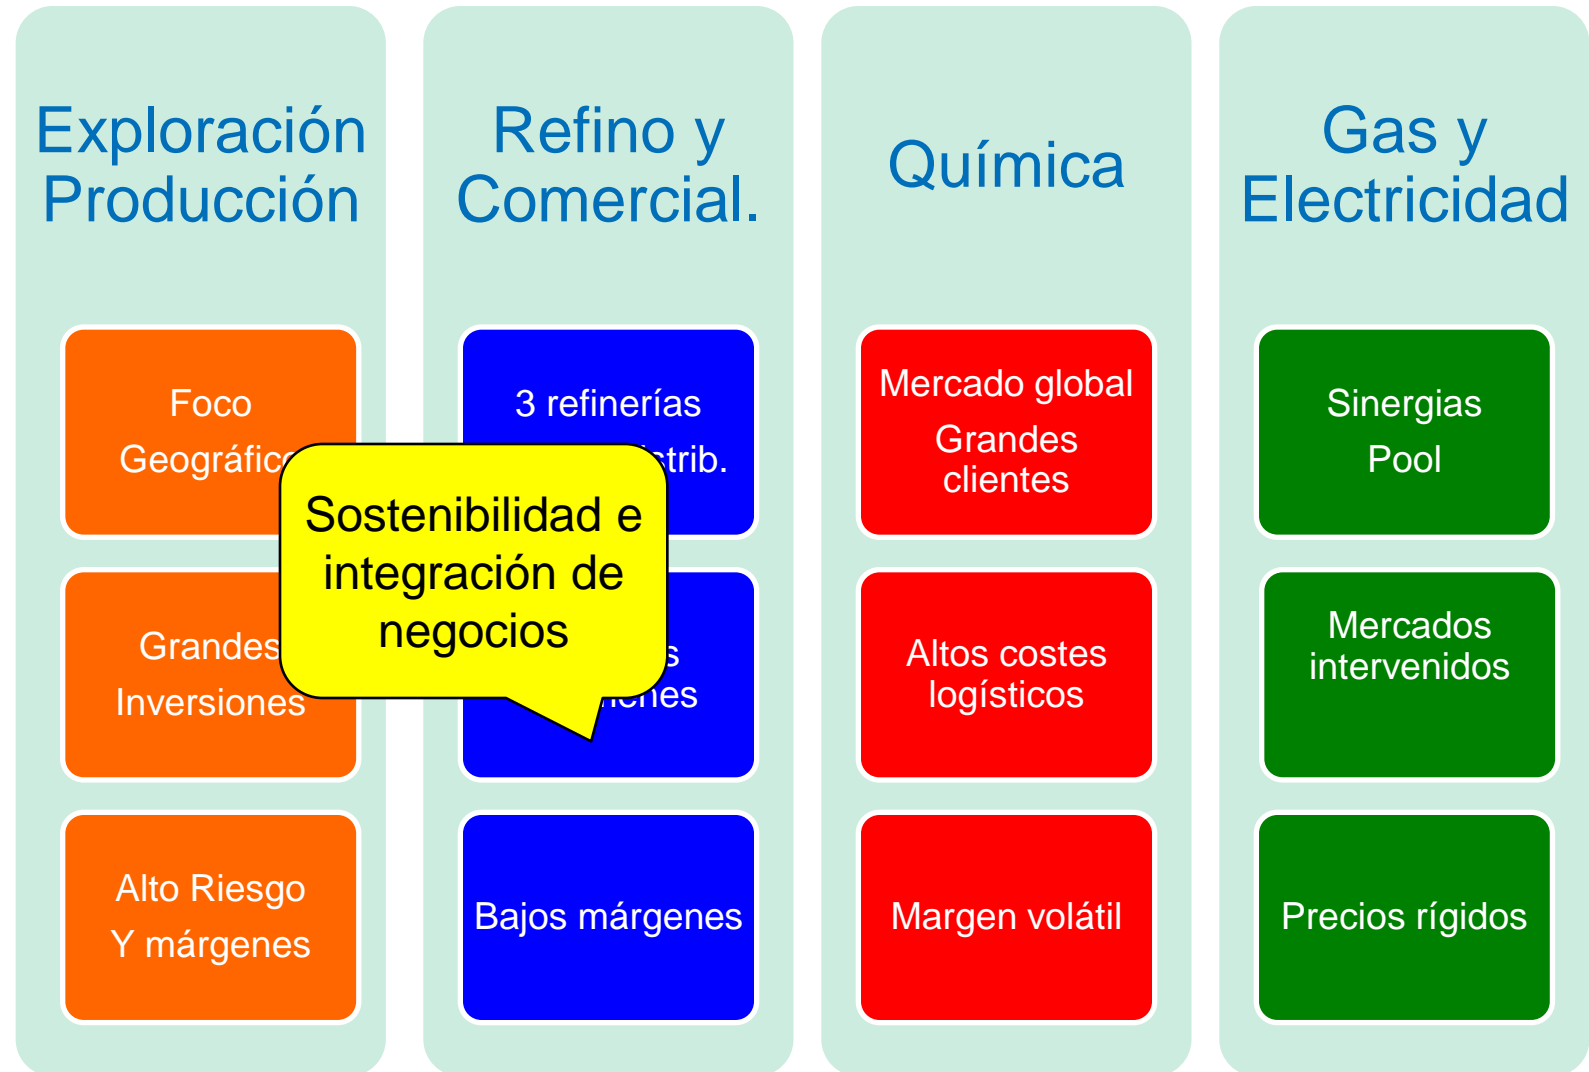 Exploración
Producción
Foco
Geográfico
Grandes
Inversiones
Alto Riesgo
Y márgenes
Refino y
Comercial.
3 refinerías
Bajos márgenes
Sostenibilidad e
integración de
negocios
Química
Mercado global
Grandes
clientes
Altos costes
logísticos
Margen volátil
Gas y
Electricidad
Sinergias
Pool
Mercados
intervenidos
Precios rígidos